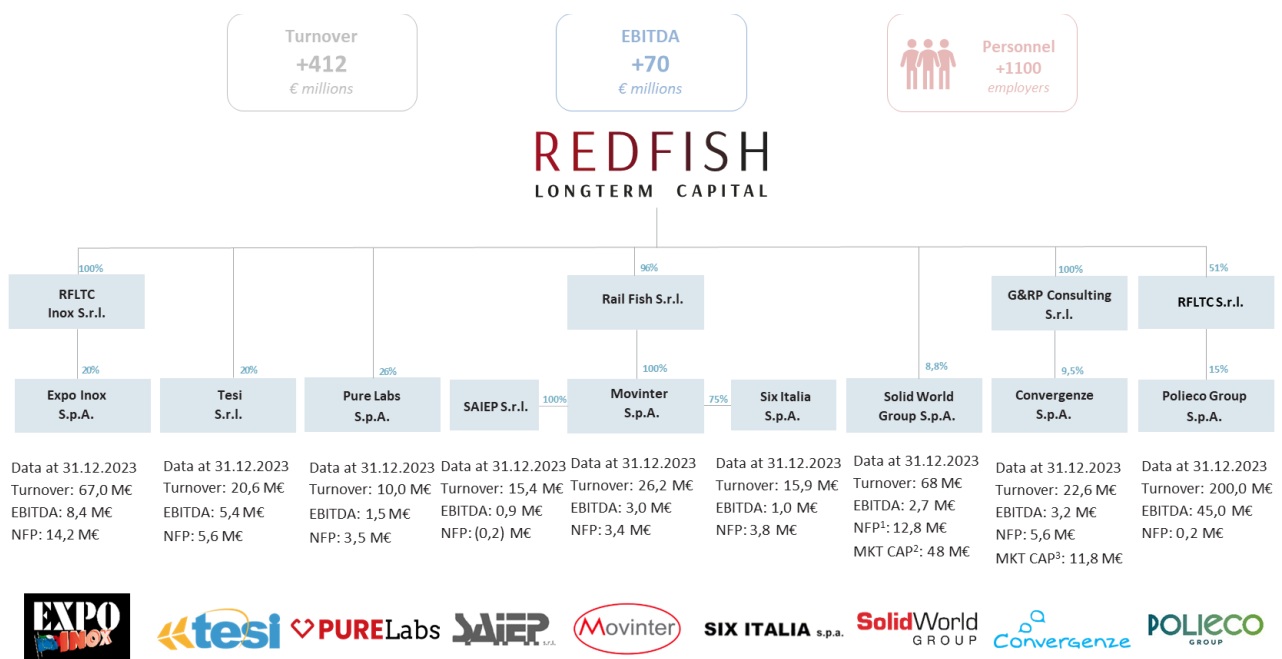 Turnover
+412
€ millions
EBITDA
+70
€ millions
Personnel
+1100
employers
REDFISH
LONGTERM CAPITAL
100%
96%
100%
51%
RFLTC
Inox S.r.l.
Rail Fish S.r.l.
G&RP Consulting
S.r.l.
RFLTC S.r.l.
20%
20%
26%
100%
8,8%
9,5%
15%
Expo Inox
S.p.A.
Tesi
S.r.l.
Pure Labs
S.p.A.
SAIEP S.r.l.
100%
Movinter
S.p.A.
75%
Six Italia
S.p.A.
Solid World
Group S.p.A.
Convergenze
S.p.A.
Polieco Group
S.p.A.
Data at 31.12.2023
Turnover: 67,0 M€
EBITDA: 8,4 M€
NFP: 14,2 M€
Data at 31.12.2023
Turnover: 20,6 M€
EBITDA: 5,4 M€
NFP: 5,6 M€
Data at 31.12.2023
Turnover: 10,0 M€
EBITDA: 1,5 M€
NFP: 3,5 M€
Data at 31.12.2023
Turnover: 15,4 M€
EBITDA: 0,9 M€
NFP: (0,2) M€
Data at 31.12.2023
Turnover: 26,2 M€
EBITDA: 3,0 M€
NFP: 3,4 M€
Data at 31.12.2023
Turnover: 15,9 M€
EBITDA: 1,0 M€
NFP: 3,8 M€
Data at 31.12.2023
Turnover: 68 M€
EBITDA: 2,7 M€
NFP¹: 12,8 M€
MKT CAP²: 48 M€
Data at 31.12.2023
Turnover: 22,6 M€
EBITDA: 3,2 M€
NFP: 5,6 M€
MKT CAP³: 11,8 M€
Data at 31.12.2023
Turnover: 200,0 M€
EBITDA: 45,0 M€
NFP: 0,2 M€
EXPO
INOX
tesi
PURELabs
SAIEP s.r.l.
Movinter
SIX ITALIA s.p.a.
SolidWorld
GROUP
Convergenze
POLIECO
GROUP